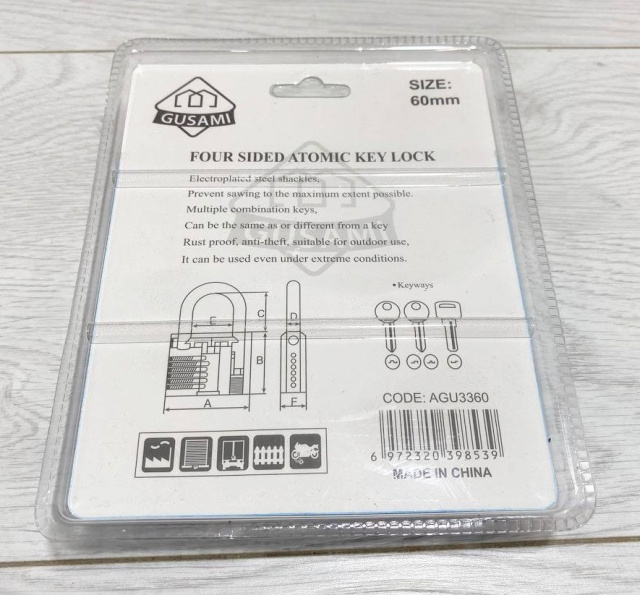 GUSAMI
SIZE:
60mm
FOUR SIDED ATOMIC KEY LOCK
Electroplated steel shackles,
Prevent sawing to the maximum extent possible.
Multiple combination keys,
Can be the same as or different from a key
Rust proof, anti-theft, suitable for outdoor use,
It can be used even under extreme conditions.
GUSAMI
• Keyways
E
C
D
B
A
F
CODE: AGU3360
6 972320 398539
MADE IN CHINA